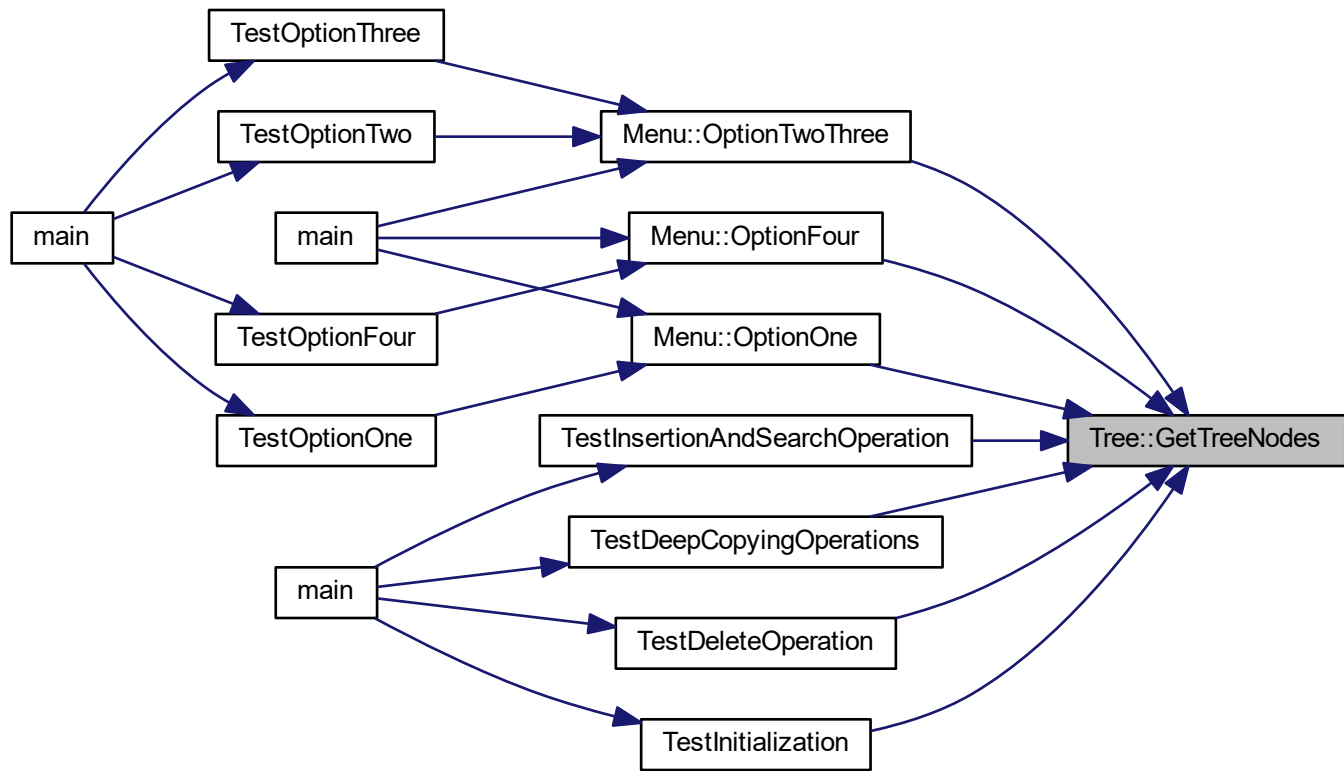 TestOptionThree
TestOptionTwo
Menu::OptionTwoThree
main
main
Menu::OptionFour
TestOptionFour
Menu::OptionOne
TestOptionOne
TestInsertionAndSearchOperation
Tree::GetTreeNodes
TestDeepCopyingOperations
main
TestDeleteOperation
TestInitialization